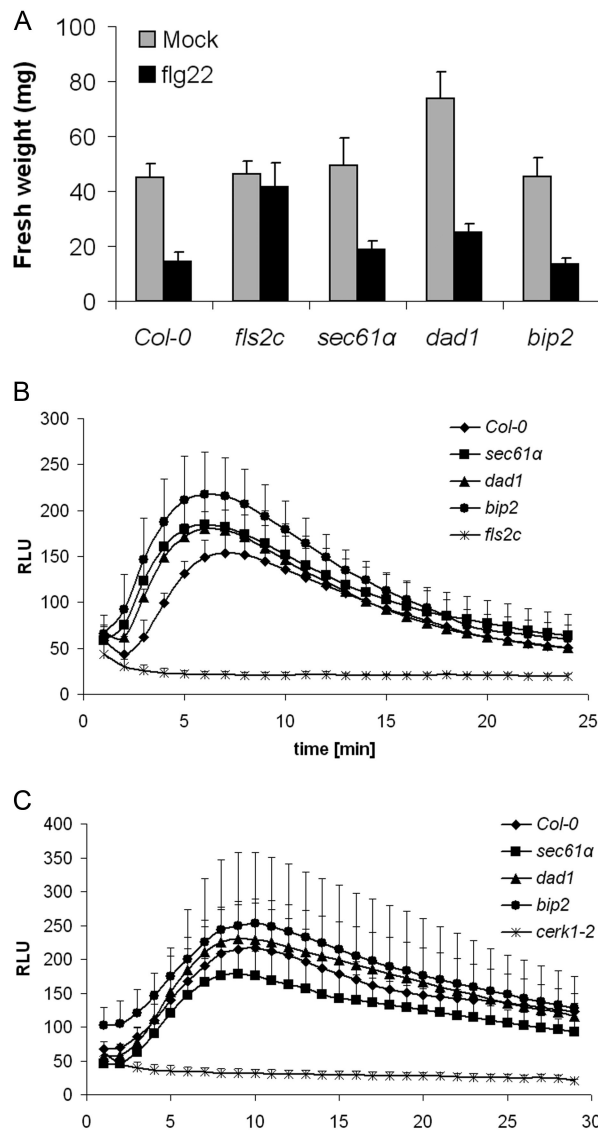 A
Mock
flg22
Fresh weight (mg)
100
80
60
40
20
0
Col-0 fls2c sec61α dad1 bip2
B
RLU
300
250
200
150
100
50
0
Col-0
sec61α
dad1
bip2
fls2c
0 5 10 15 20 25
time [min]
C
RLU
400
350
300
250
200
150
100
50
0
Col-0
sec61α
dad1
bip2
cerk1-2
0 5 10 15 20 25 30